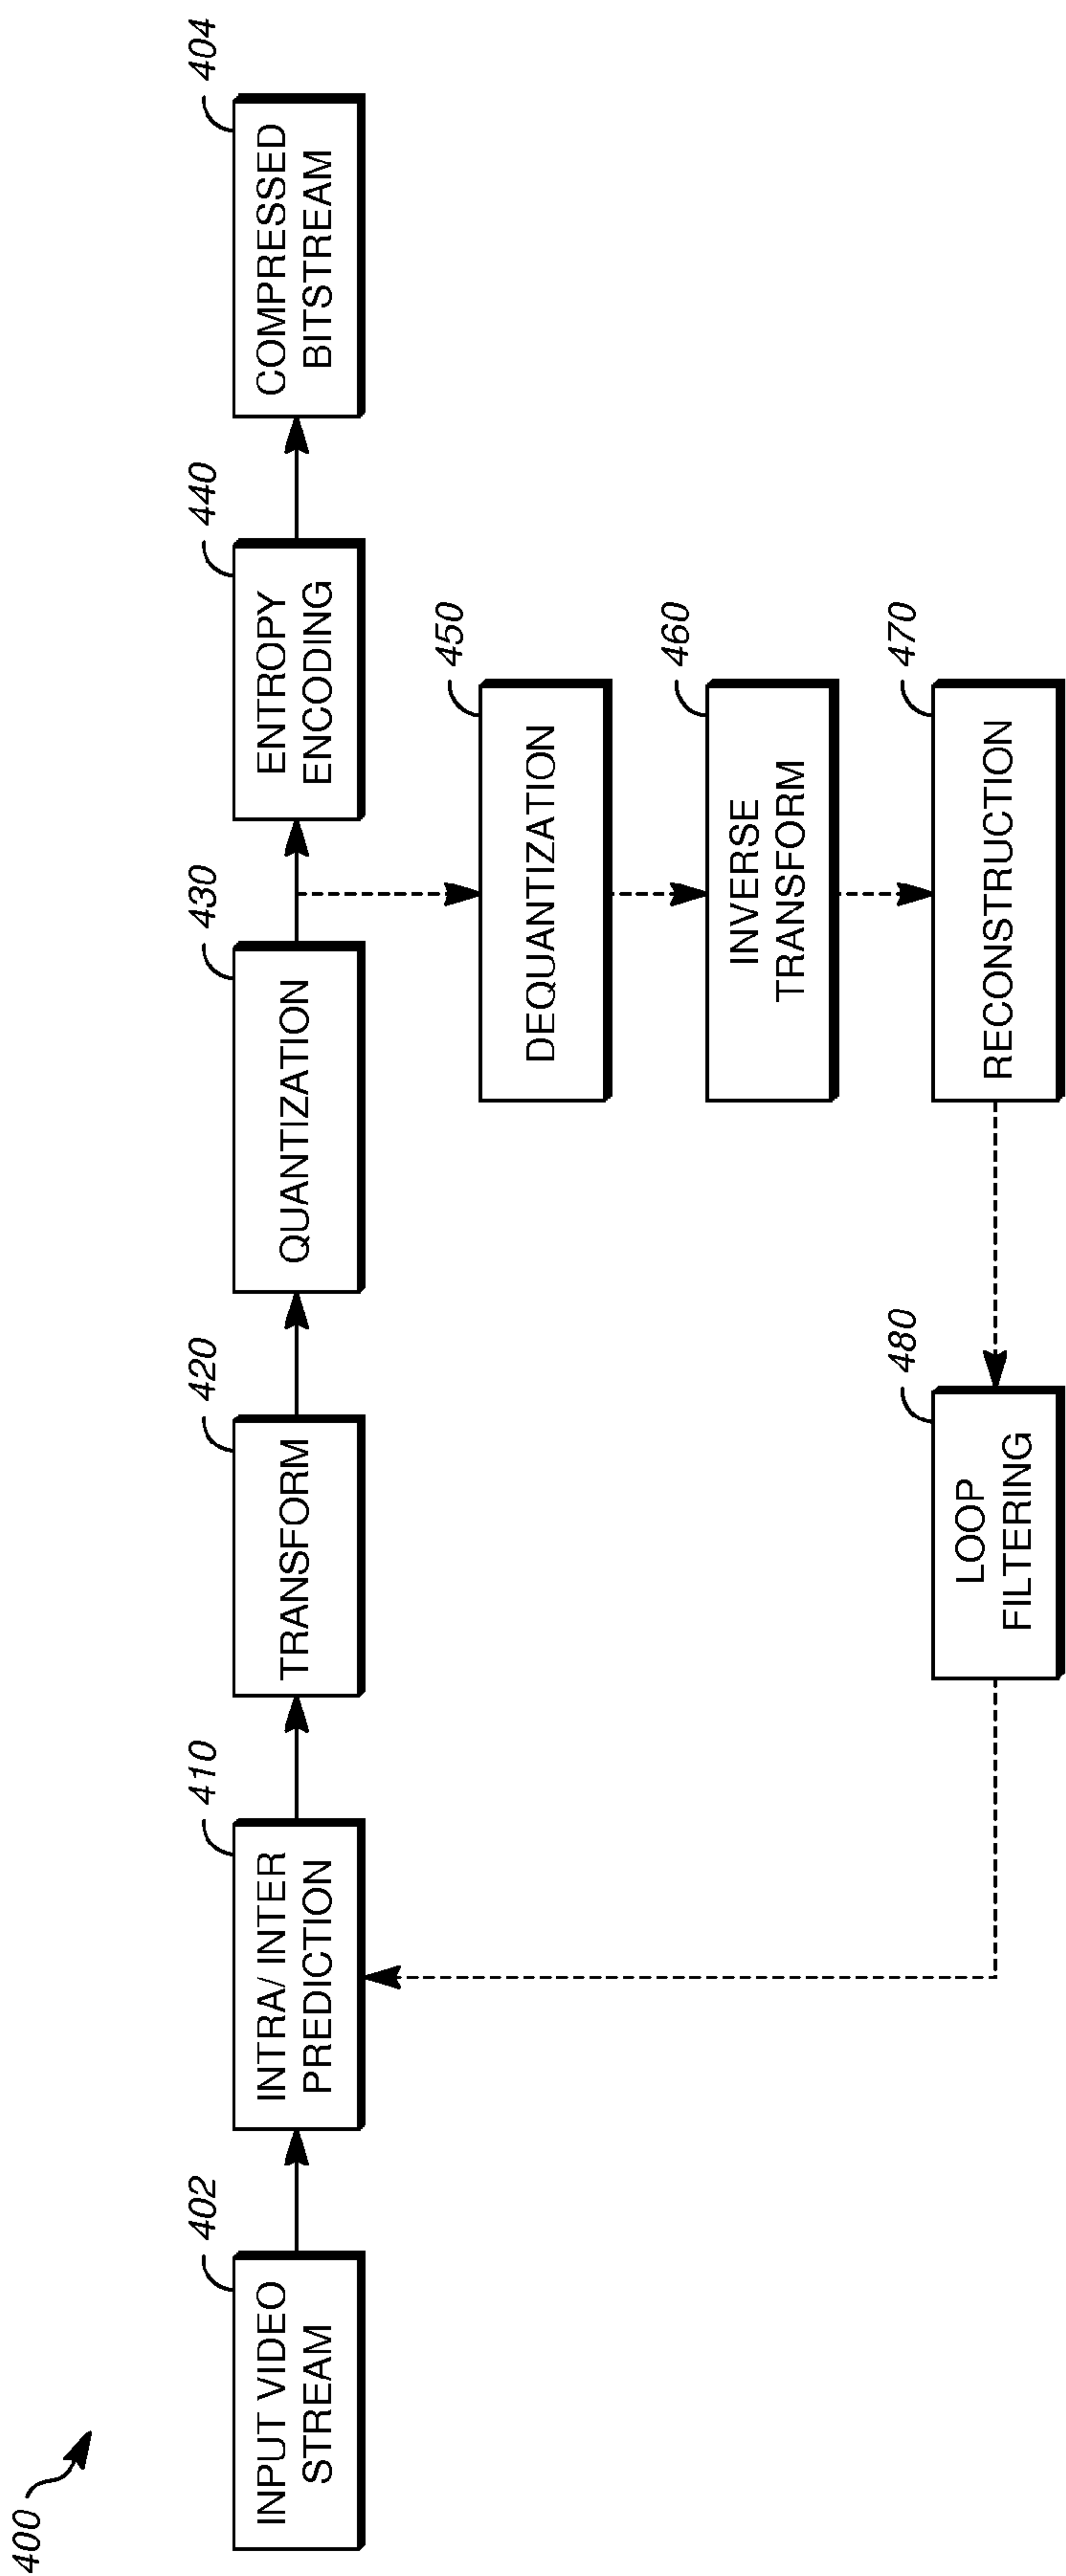 400
402
INPUT VIDEO
STREAM
410
INTRA/ INTER
PREDICTION
420
TRANSFORM
430
QUANTIZATION
440
ENTROPY
ENCODING
404
COMPRESSED
BITSTREAM
450
DEQUANTIZATION
460
INVERSE
TRANSFORM
470
RECONSTRUCTION
480
LOOP
FILTERING